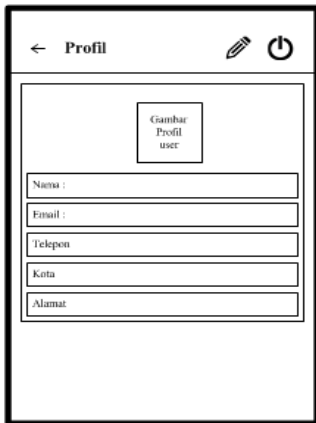 ← Profil
Gambar
Profil
user
Nama :
Email :
Telepon
Kota
Alamat